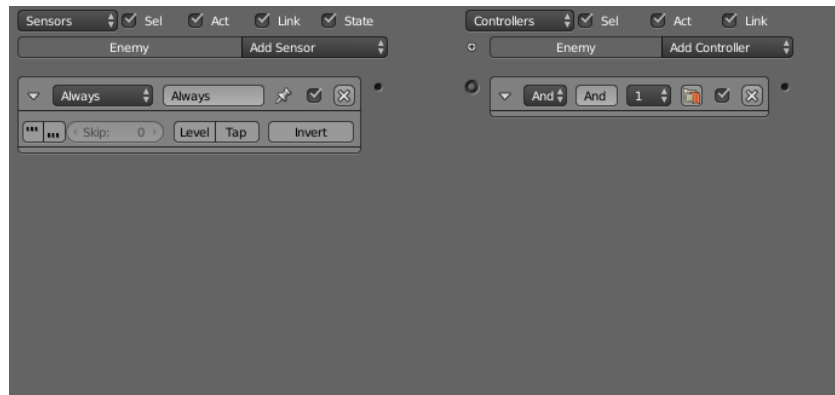 Sensors Sel Act Link State Controllers Sel Act Link
Enemy Add Sensor Enemy Add Controller
Always Always And And 1
Skip: 0 Level Tap Invert